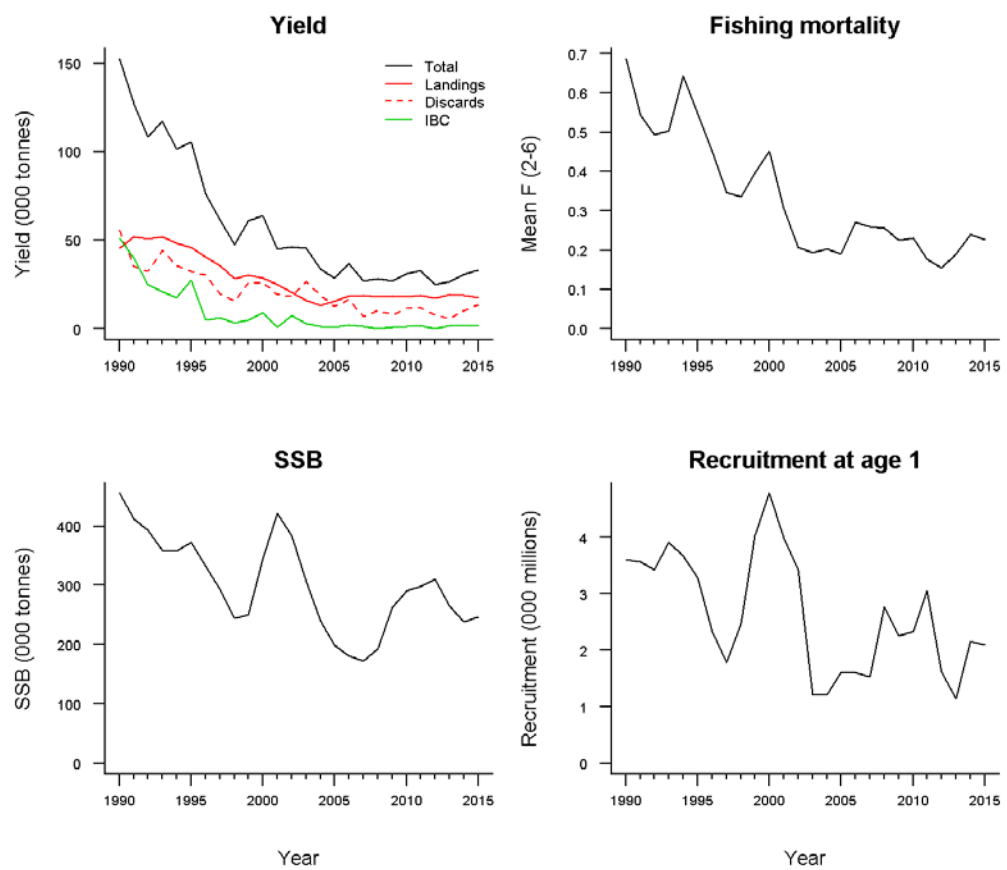 Yield
Yield (000 tonnes)
150
100
50
0
Total
Landings
Discards
IBC
1990 1995 2000 2005 2010 2015
Fishing mortality
Mean F (2-6)
0.7
0.6
0.5
0.4
0.3
0.2
0.1
0.0
1990 1995 2000 2005 2010 2015
SSB
SSB (000 tonnes)
400
300
200
100
0
1990 1995 2000 2005 2010 2015
Year
Recruitment at age 1
Recruitment (000 millions)
4
3
2
1
0
1990 1995 2000 2005 2010 2015
Year